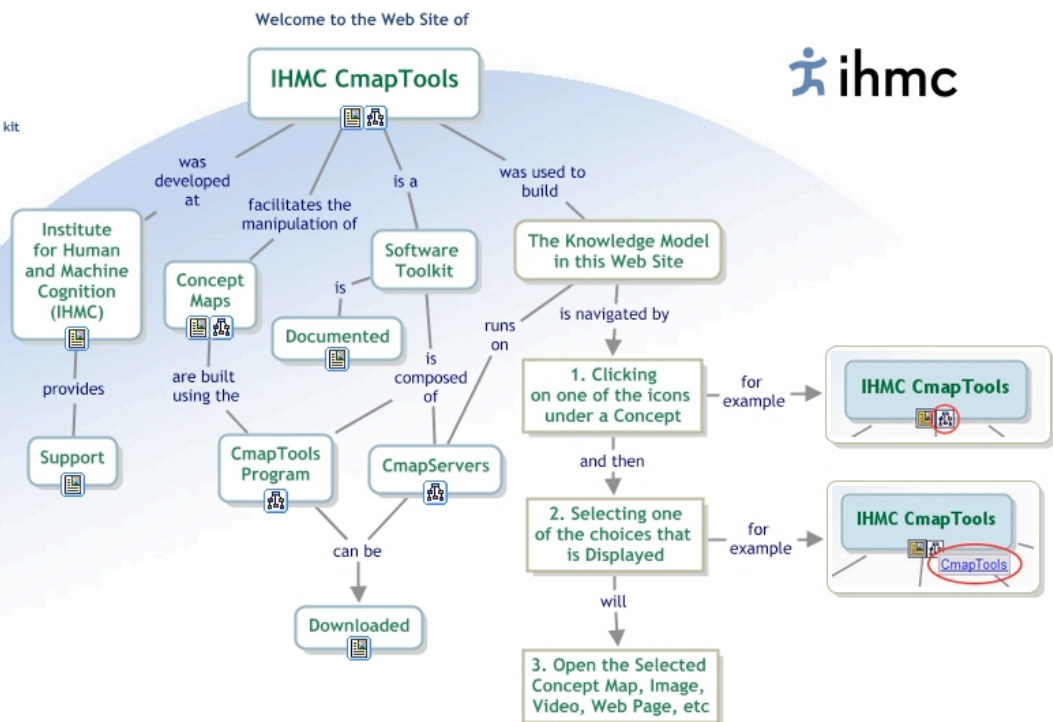 Welcome to the Web Site of
IHMC CmapTools
ihmc
kit
was
developed
at
facilitates the
manipulation of
is a
was used to
build
Institute
for Human
and Machine
Cognition
(IHMC)
Concept
Maps
Software
Toolkit
The Knowledge Model
in this Web Site
is
Documented
runs
on
is navigated by
provides
are built
using the
is
composed
of
1. Clicking
on one of the icons
under a Concept
for
example
IHMC CmapTools
Support
CmapTools
Program
CmapServers
and then
2. Selecting one
of the choices that
is Displayed
for
example
IHMC CmapTools
CmapTools
can be
will
Downloaded
3. Open the Selected
Concept Map, Image,
Video, Web Page, etc